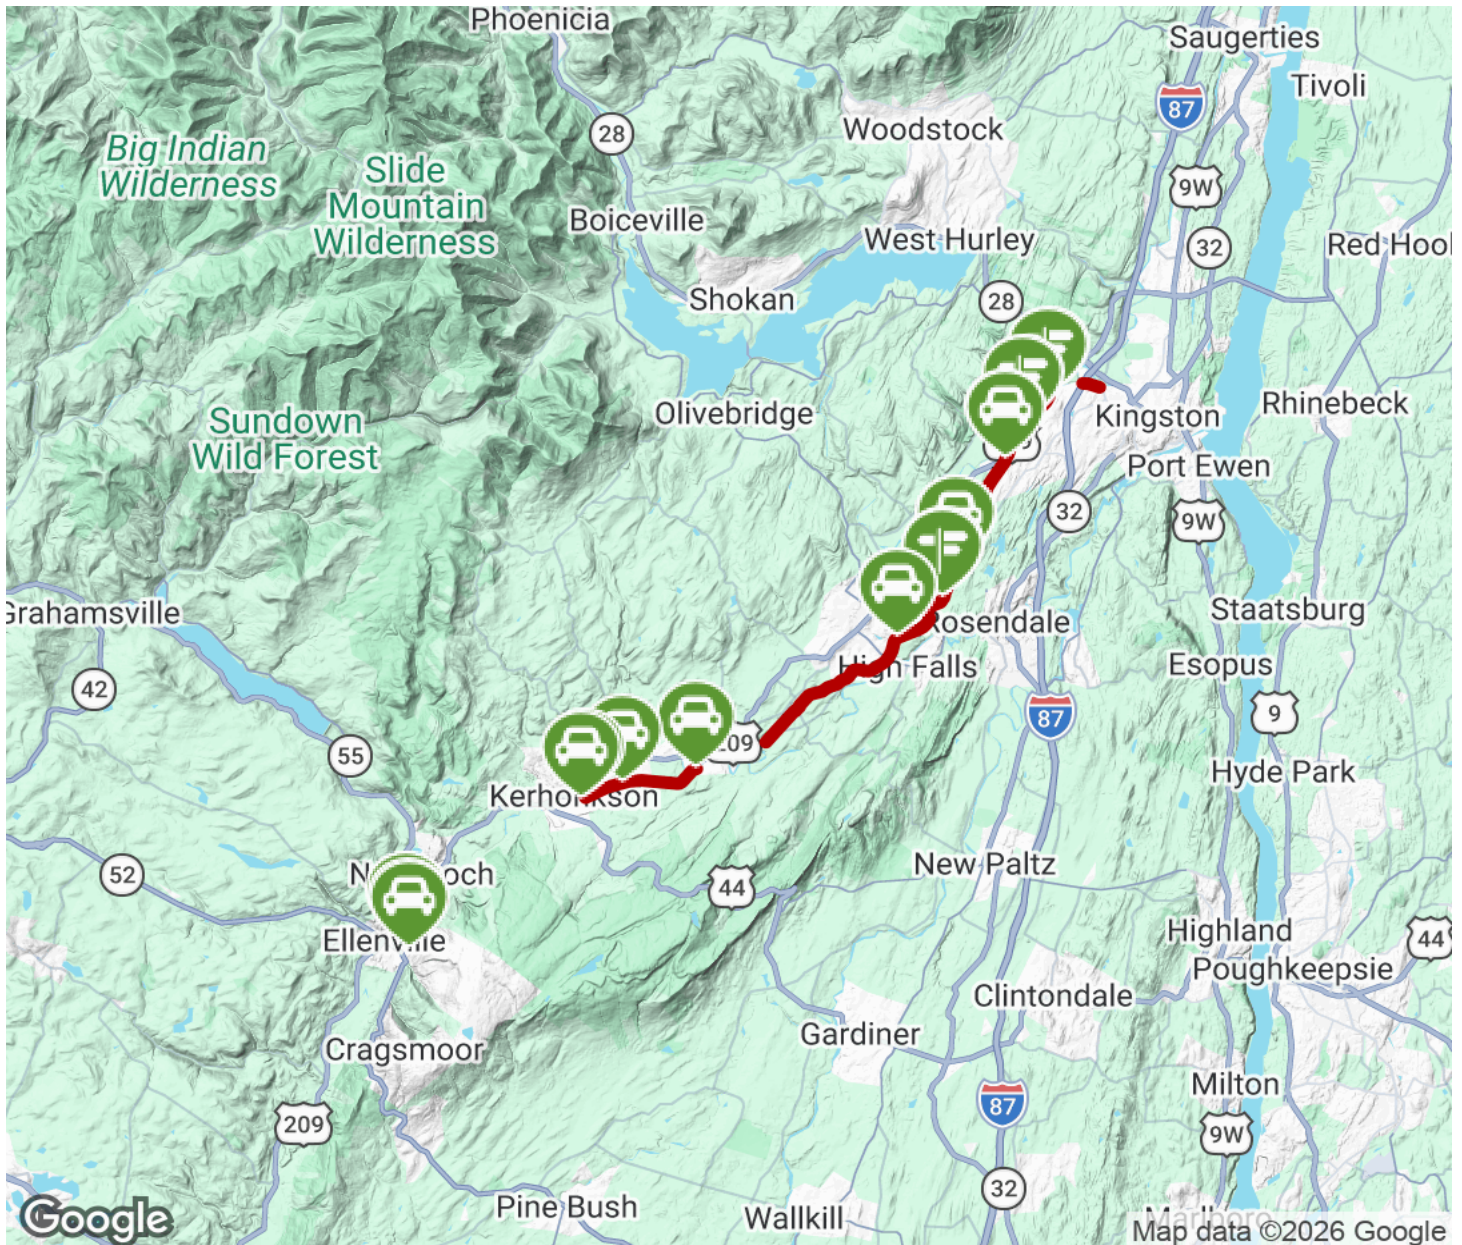 Phoenicia
Saugerties
Tivoli
87
28
Woodstock
Big Indian
Wilderness
Slide
Mountain
Wilderness
9W
Boiceville
West Hurley
32
Shokan
28
Olivebridge
Kingston
Rhinebeck
Sundown
Wild Forest
Port Ewen
32
9W
Grahamsville
Rosendale
Staatsburg
High Falls
Esopus
42
87
9
55
209
Hyde Park
Kerhonkson
52
New Paltz
44
Ellenville
Highland
44
Poughkeepsie
Clintondale
Gardiner
Cragsmoor
Milton
87
209
9W
32
Pine Bush
Wallkill
Google
Map data ©2026 Google